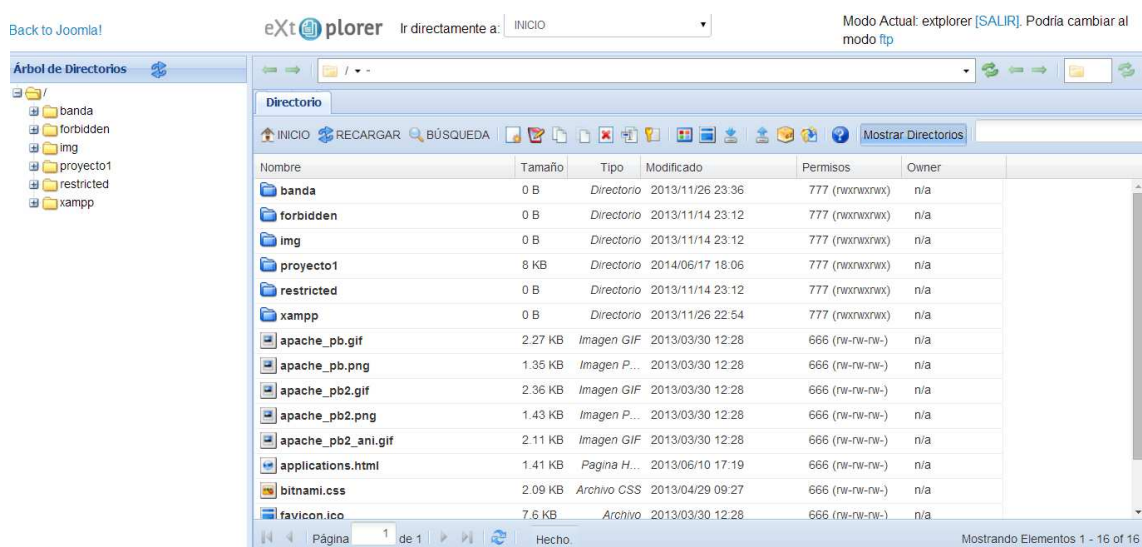 Back to Joomla!
eXtplorer
Ir directamente a: INICIO
Modo Actual: extplorer [SALIR]. Podría cambiar al
modo ftp
Árbol de Directorios
/
banda
forbidden
img
proyecto1
restricted
xampp
/ -
Directorio
INICIO RECARGAR BÚSQUEDA Mostrar Directorios
Nombre Tamaño Tipo Modificado Permisos Owner
banda 0 B Directorio 2013/11/26 23:36 777 (rwxrwxrwx) n/a
forbidden 0 B Directorio 2013/11/14 23:12 777 (rwxrwxrwx) n/a
img 0 B Directorio 2013/11/14 23:12 777 (rwxrwxrwx) n/a
proyecto1 8 KB Directorio 2014/06/17 18:06 777 (rwxrwxrwx) n/a
restricted 0 B Directorio 2013/11/14 23:12 777 (rwxrwxrwx) n/a
xampp 0 B Directorio 2013/11/26 22:54 777 (rwxrwxrwx) n/a
apache_pb.gif 2.27 KB Imagen GIF 2013/03/30 12:28 666 (rw-rw-rw-) n/a
apache_pb.png 1.35 KB Imagen P... 2013/03/30 12:28 666 (rw-rw-rw-) n/a
apache_pb2.gif 2.36 KB Imagen GIF 2013/03/30 12:28 666 (rw-rw-rw-) n/a
apache_pb2.png 1.43 KB Imagen P... 2013/03/30 12:28 666 (rw-rw-rw-) n/a
apache_pb2_ani.gif 2.11 KB Imagen GIF 2013/03/30 12:28 666 (rw-rw-rw-) n/a
applications.html 1.41 KB Pagina H... 2013/06/10 17:19 666 (rw-rw-rw-) n/a
bitnami.css 2.09 KB Archivo CSS 2013/04/29 09:27 666 (rw-rw-rw-) n/a
favicon.ico 7.6 KB Archivo 2013/03/30 12:28 666 (rw-rw-rw-) n/a
Página 1 de 1 Hecho. Mostrando Elementos 1 - 16 of 16